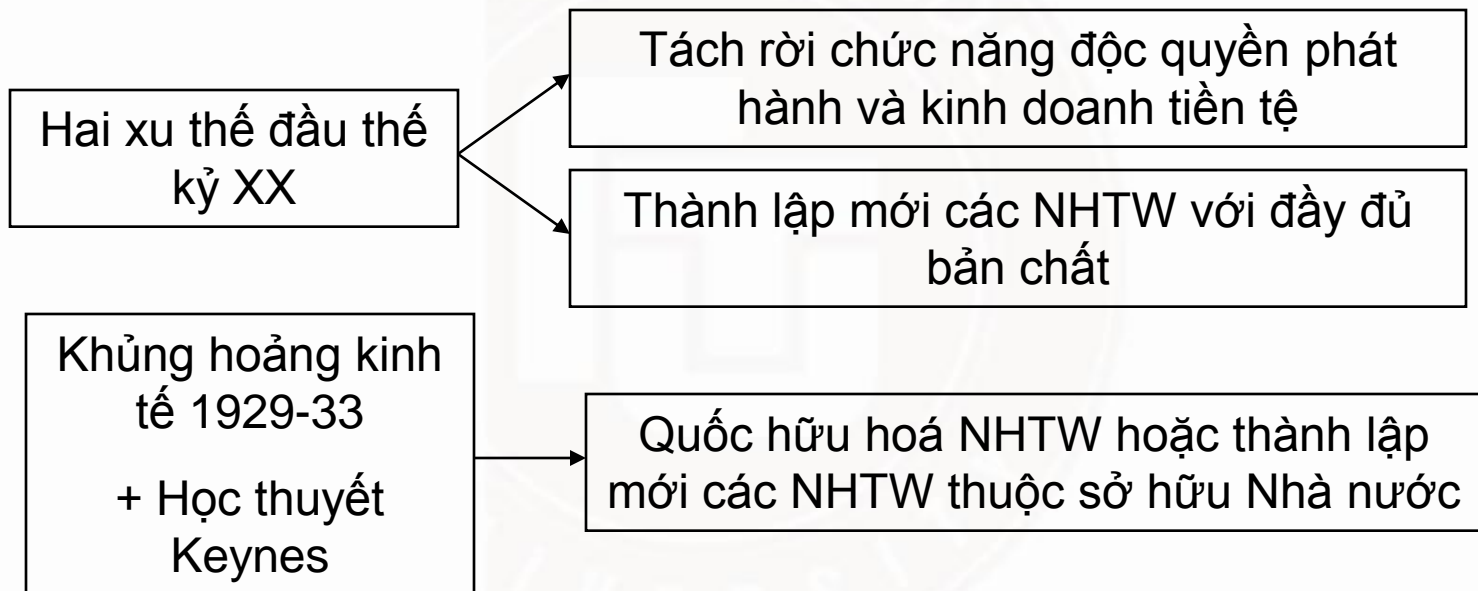 Hai xu thế đầu thế
kỷ XX
Tách rời chức năng độc quyền phát
hành và kinh doanh tiền tệ
Thành lập mới các NHTW với đầy đủ
bản chất
Khủng hoảng kinh
tế 1929-33
+ Học thuyết
Keynes
Quốc hữu hoá NHTW hoặc thành lập
mới các NHTW thuộc sở hữu Nhà nước